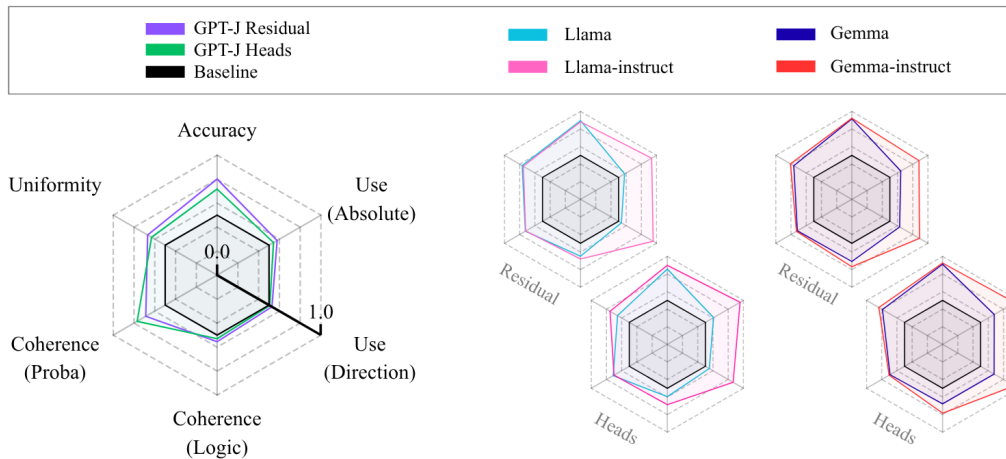 GPT-J Residual
GPT-J Heads
Baseline
Llama
Llama-instruct
Gemma
Gemma-instruct
Accuracy
Uniformity
Use
(Absolute)
0.0
1.0
Coherence
(Proba)
Use
(Direction)
Coherence
(Logic)
Residual
Heads
Residual
Heads